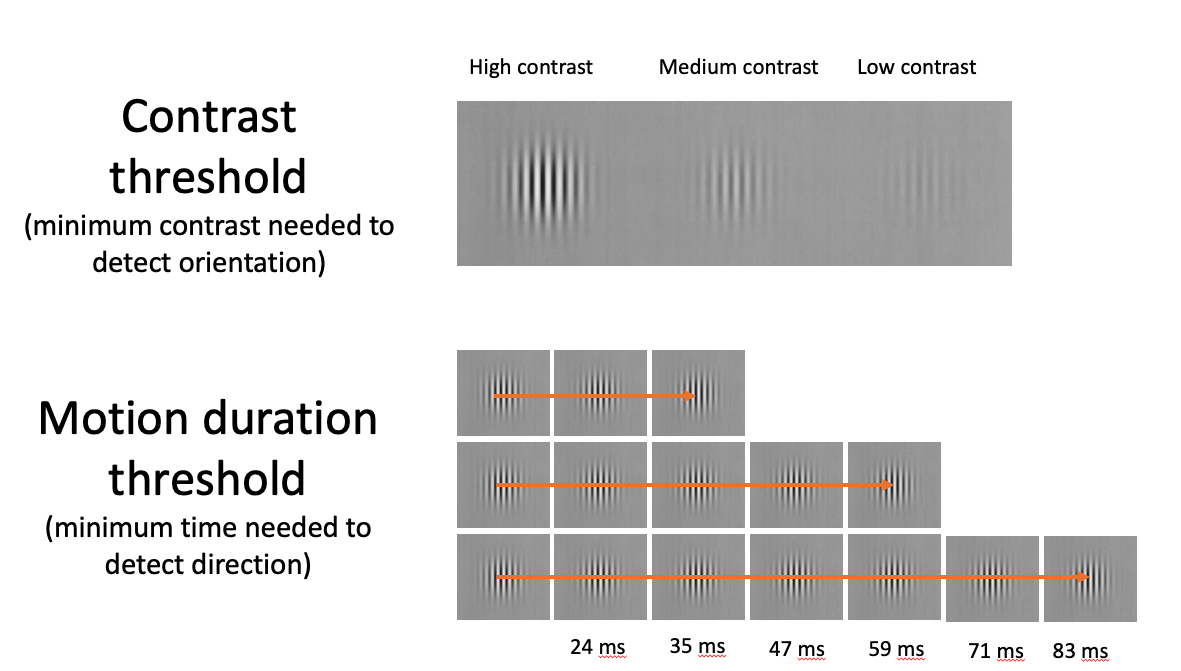 High contrast Medium contrast Low contrast
Contrast
threshold
(minimum contrast needed to
detect orientation)
Motion duration
threshold
(minimum time needed to
detect direction)
24 ms 35 ms 47 ms 59 ms 71 ms 83 ms